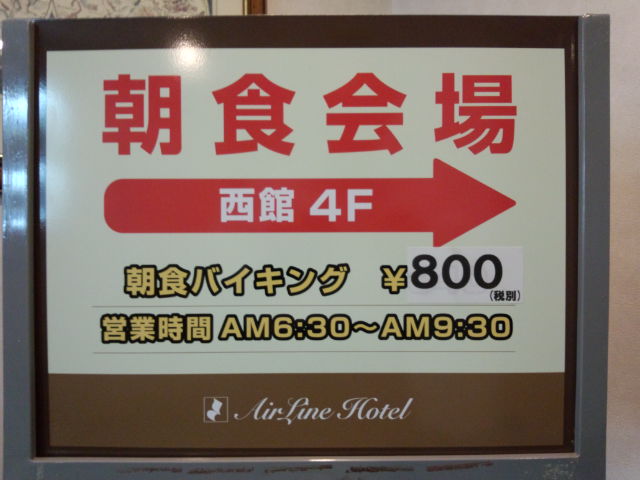 朝食会場
西館 4F
朝食バイキング ¥800(税別)
営業時間 AM6:30～AM9:30
AirLine Hotel